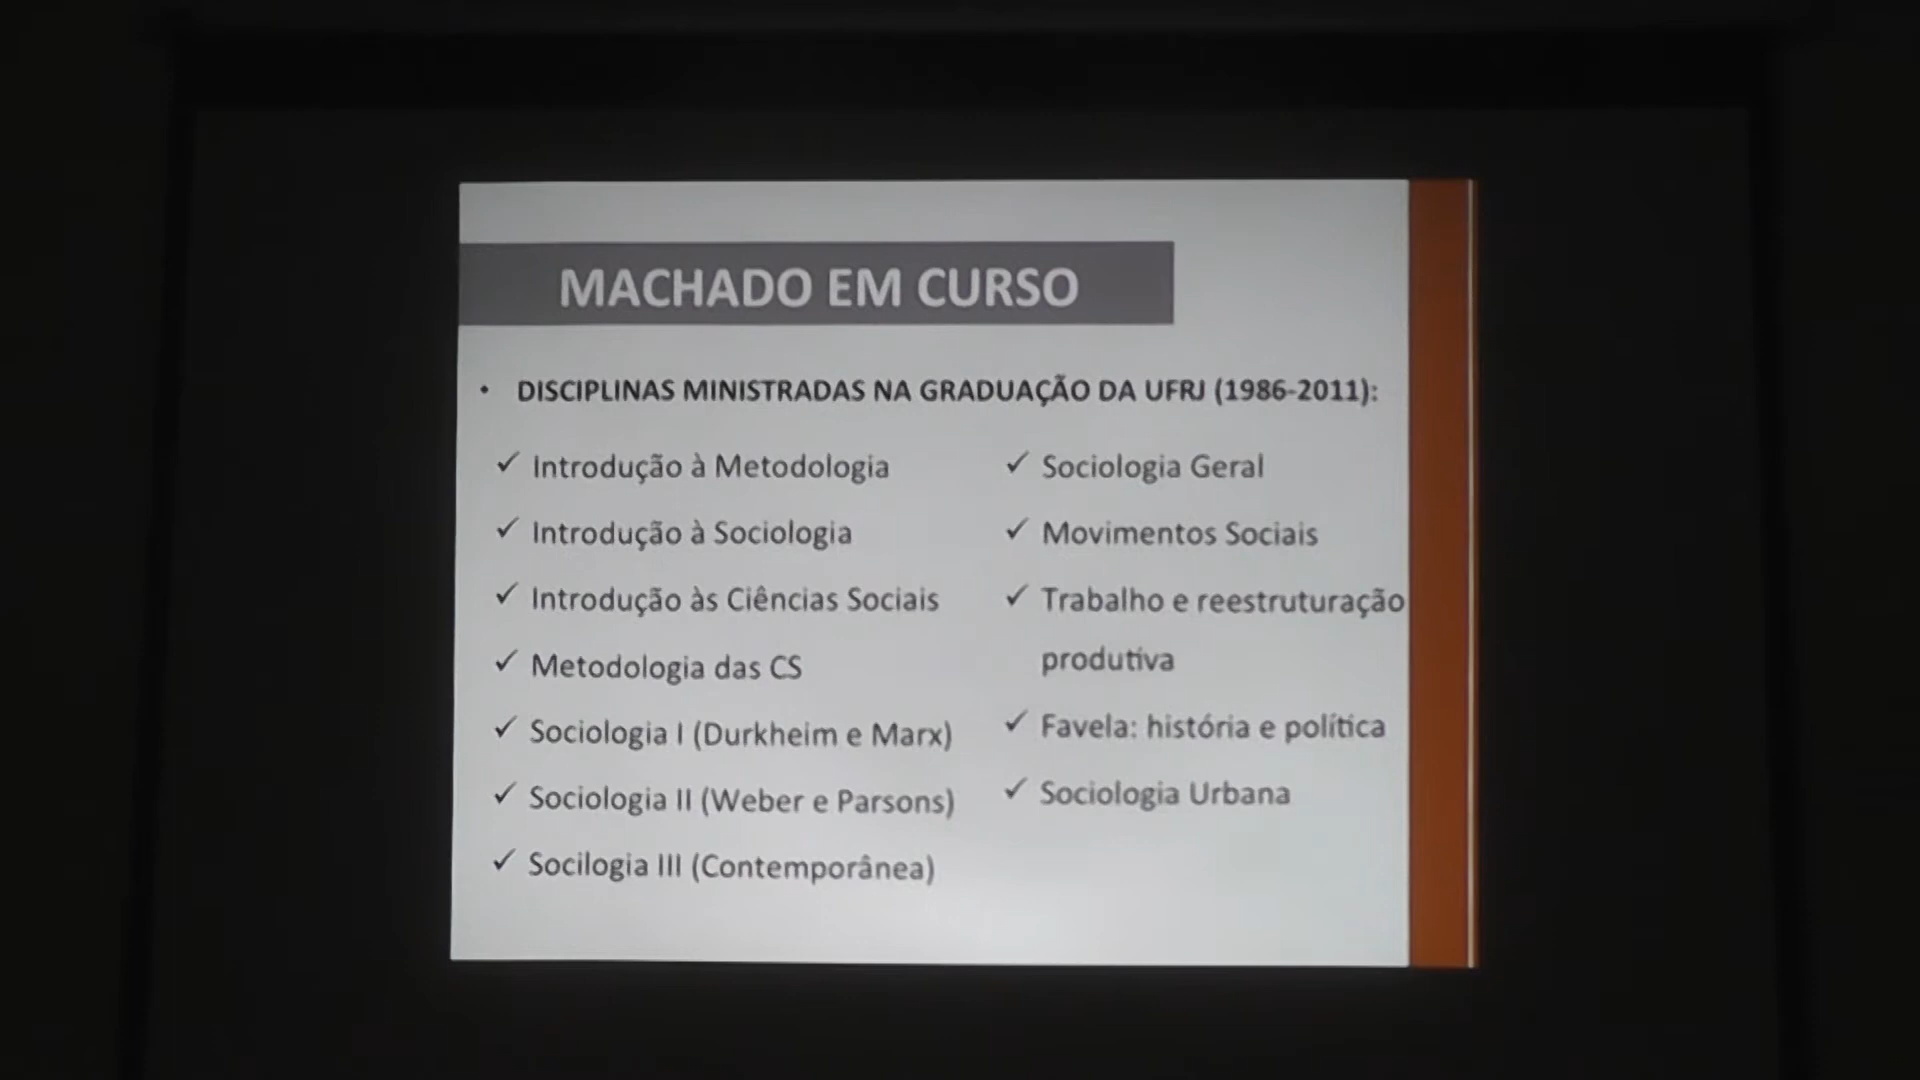 MACHADO EM CURSO
• DISCIPLINAS MINISTRADAS NA GRADUAÇÃO DA UFRJ (1986-2011):
✓ Introdução à Metodologia
✓ Introdução à Sociologia
✓ Introdução às Ciências Sociais
✓ Metodologia das CS
✓ Sociologia I (Durkheim e Marx)
✓ Sociologia II (Weber e Parsons)
✓ Socilogia III (Contemporânea)
✓ Sociologia Geral
✓ Movimentos Sociais
✓ Trabalho e reestruturação
produtiva
✓ Favela: história e política
✓ Sociologia Urbana